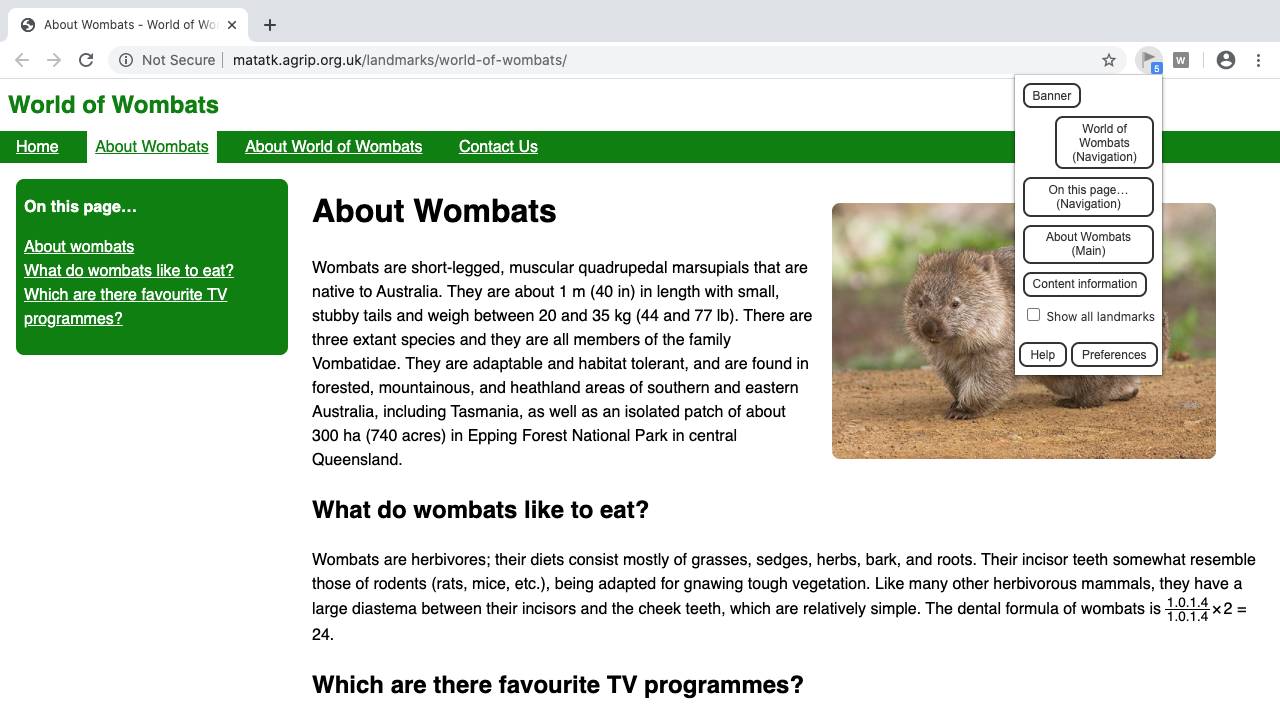 About Wombats - World of Wo
Not Secure
matatk.agrip.org.uk/landmarks/world-of-wombats/
5
W
World of Wombats
Home
About Wombats
About World of Wombats
Contact Us
Banner
World of
Wombats
(Navigation)
On this page…
(Navigation)
About Wombats
(Main)
Content information
Show all landmarks
Help
Preferences
On this page…
About wombats
What do wombats like to eat?
Which are there favourite TV
programmes?
About Wombats
Wombats are short-legged, muscular quadrupedal marsupials that are
native to Australia. They are about 1 m (40 in) in length with small,
stubby tails and weigh between 20 and 35 kg (44 and 77 lb). There are
three extant species and they are all members of the family
Vombatidae. They are adaptable and habitat tolerant, and are found in
forested, mountainous, and heathland areas of southern and eastern
Australia, including Tasmania, as well as an isolated patch of about
300 ha (740 acres) in Epping Forest National Park in central
Queensland.
What do wombats like to eat?
Wombats are herbivores; their diets consist mostly of grasses, sedges, herbs, bark, and roots. Their incisor teeth somewhat resemble
those of rodents (rats, mice, etc.), being adapted for gnawing tough vegetation. Like many other herbivorous mammals, they have a
large diastema between their incisors and the cheek teeth, which are relatively simple. The dental formula of wombats is 1.0.1.4/1.0.1.4 × 2 =
24.
Which are there favourite TV programmes?